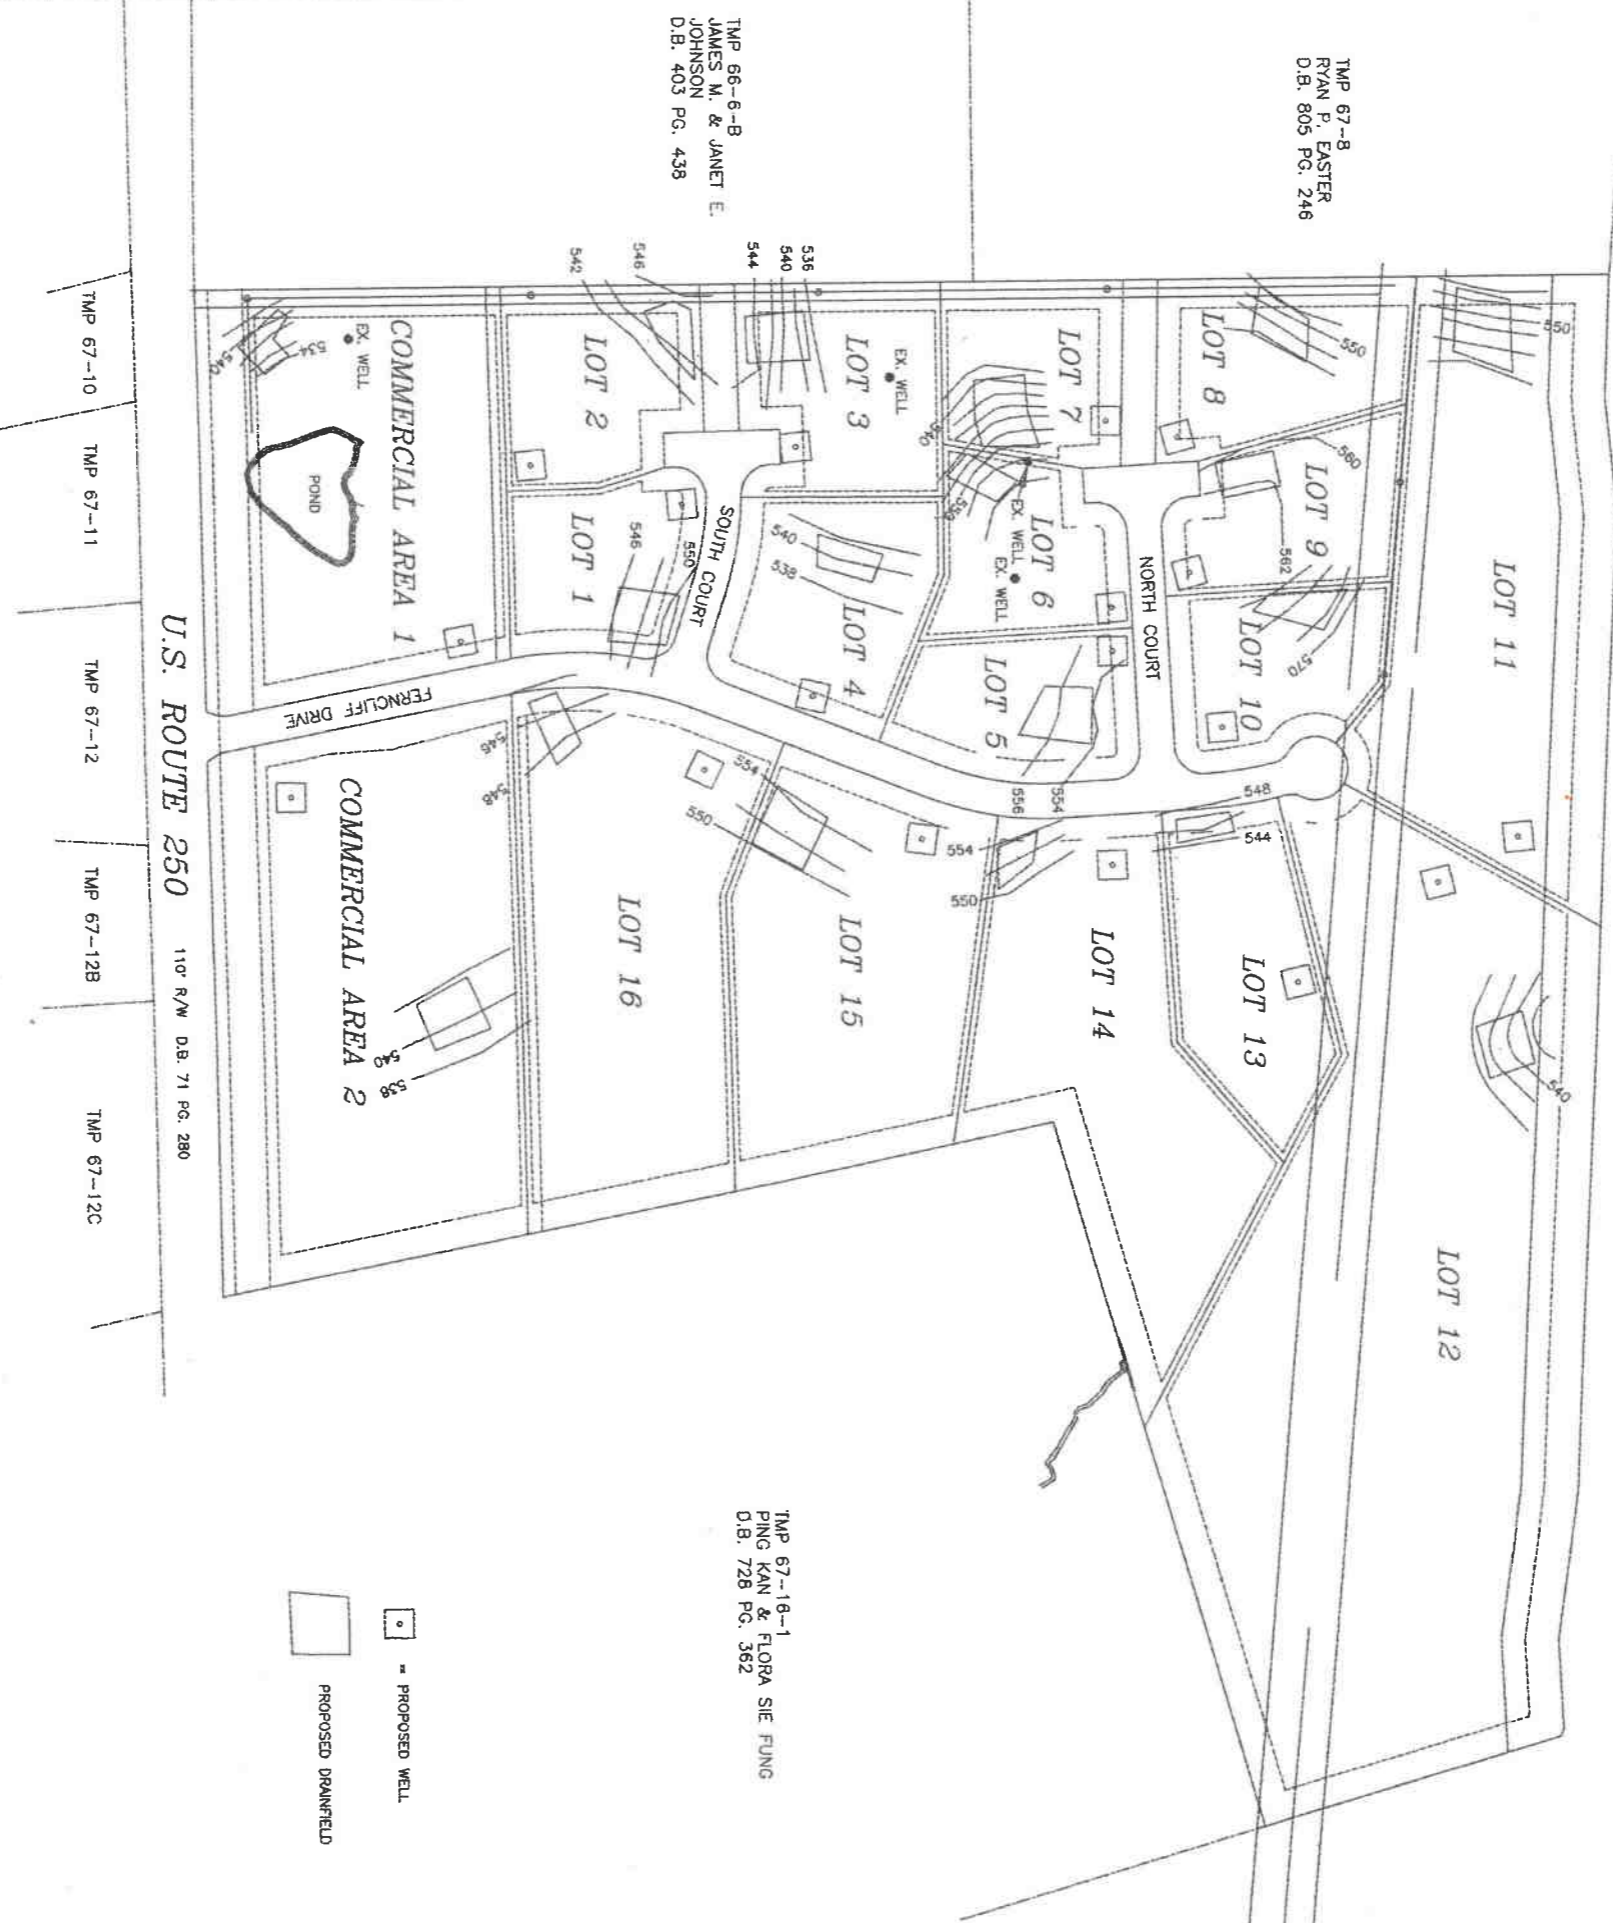 TMP 67-8
RYAN P. EASTER
D.B. 805 PG. 246
TMP 66-6-B
JAMES M. & JANET E.
JOHNSON
D.B. 403 PG. 438
LOT 11
550
LOT 8
550
LOT 9
560
562
LOT 10
570
LOT 7
540
LOT 6
550
EX. WELL
EX. WELL
NORTH COURT
LOT 5
556
554
LOT 3
EX. WELL
536
540
544
LOT 4
540
538
SOUTH COURT
LOT 2
546
542
LOT 1
546
550
COMMERCIAL AREA 1
EX. WELL
534
540
POND
FERNCLIFF DRIVE
LOT 12
540
LOT 13
548
544
LOT 14
554
550
LOT 15
554
550
LOT 16
546
548
COMMERCIAL AREA 2
540
538
U.S. ROUTE 250
110' R/W D.B. 71 PG. 280
TMP 67-10
TMP 67-11
TMP 67-12
TMP 67-12B
TMP 67-12C
TMP 67-16-1
PING KAN & FLORA SIE FUNG
D.B. 728 PG. 362
= PROPOSED WELL
PROPOSED DRAINFIELD